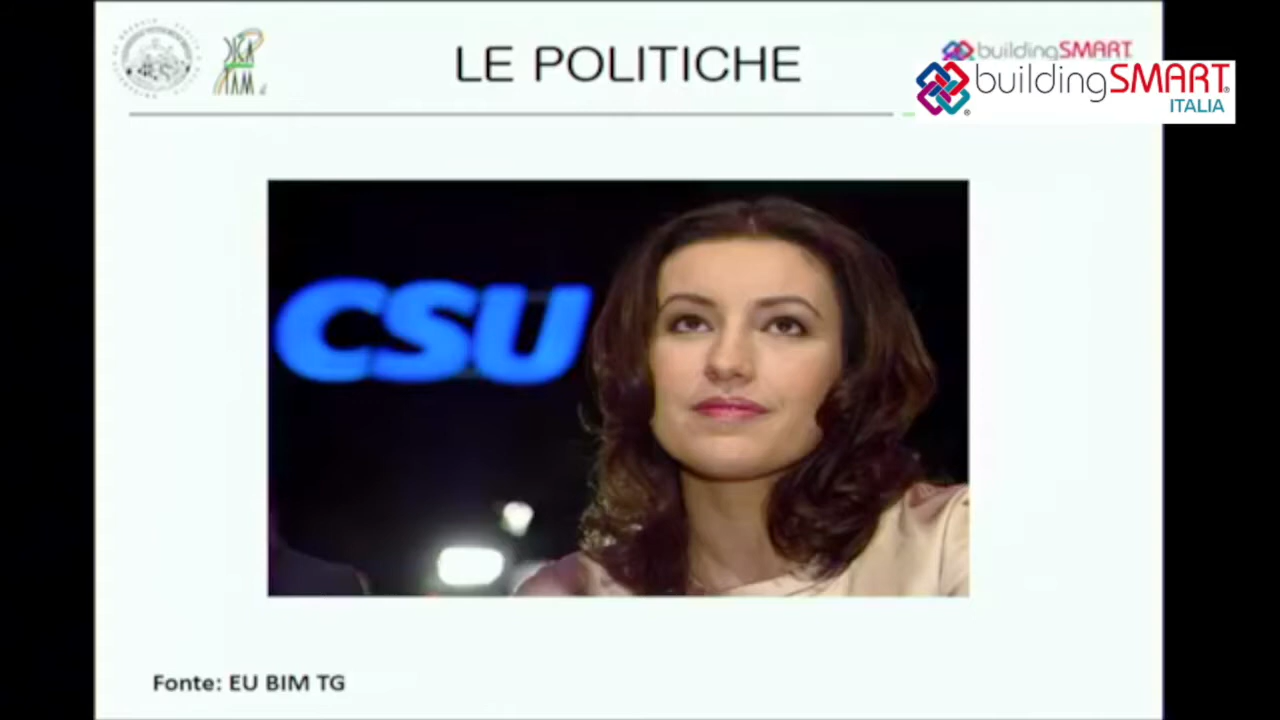 LE POLITICHE
buildingSMART
buildingSMART®
ITALIA
®
CSU
Fonte: EU BIM TG